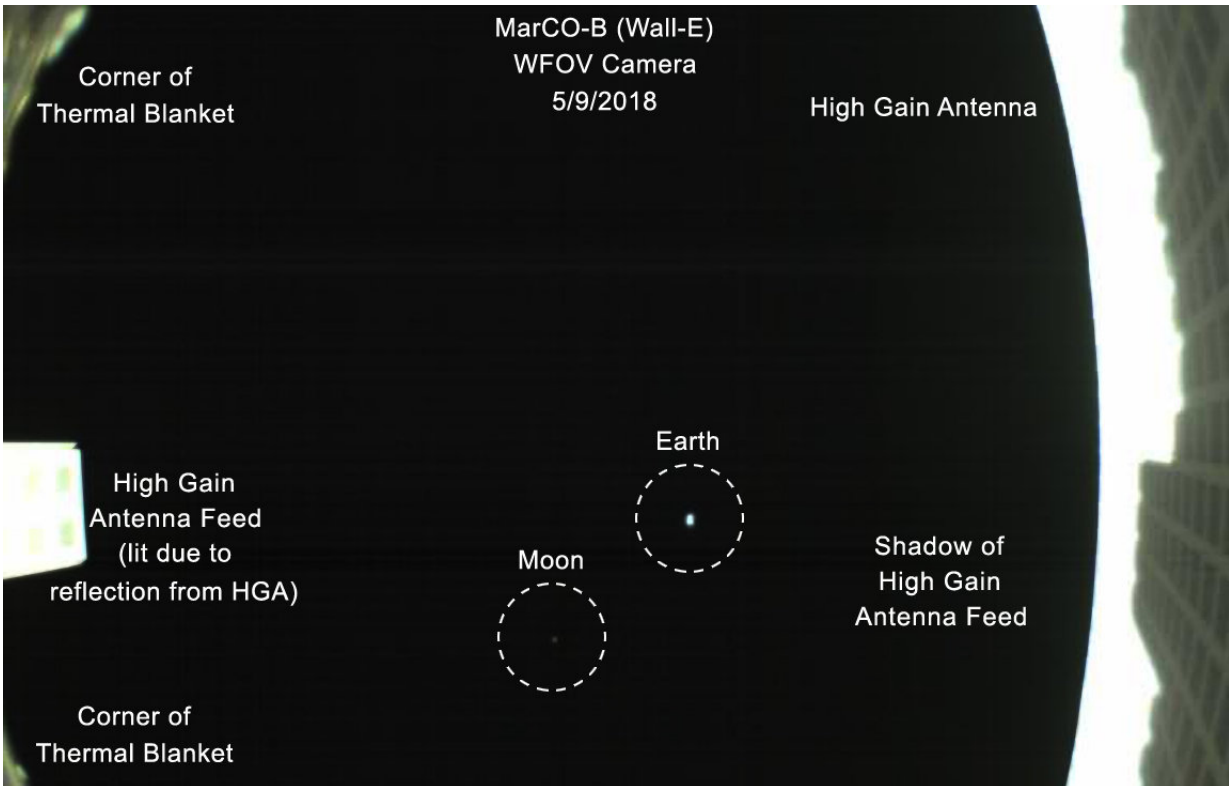 MarCO-B (Wall-E)
WFOV Camera
5/9/2018
Corner of
Thermal Blanket
High Gain Antenna
Earth
High Gain
Antenna Feed
(lit due to
reflection from HGA)
Moon
Shadow of
High Gain
Antenna Feed
Corner of
Thermal Blanket